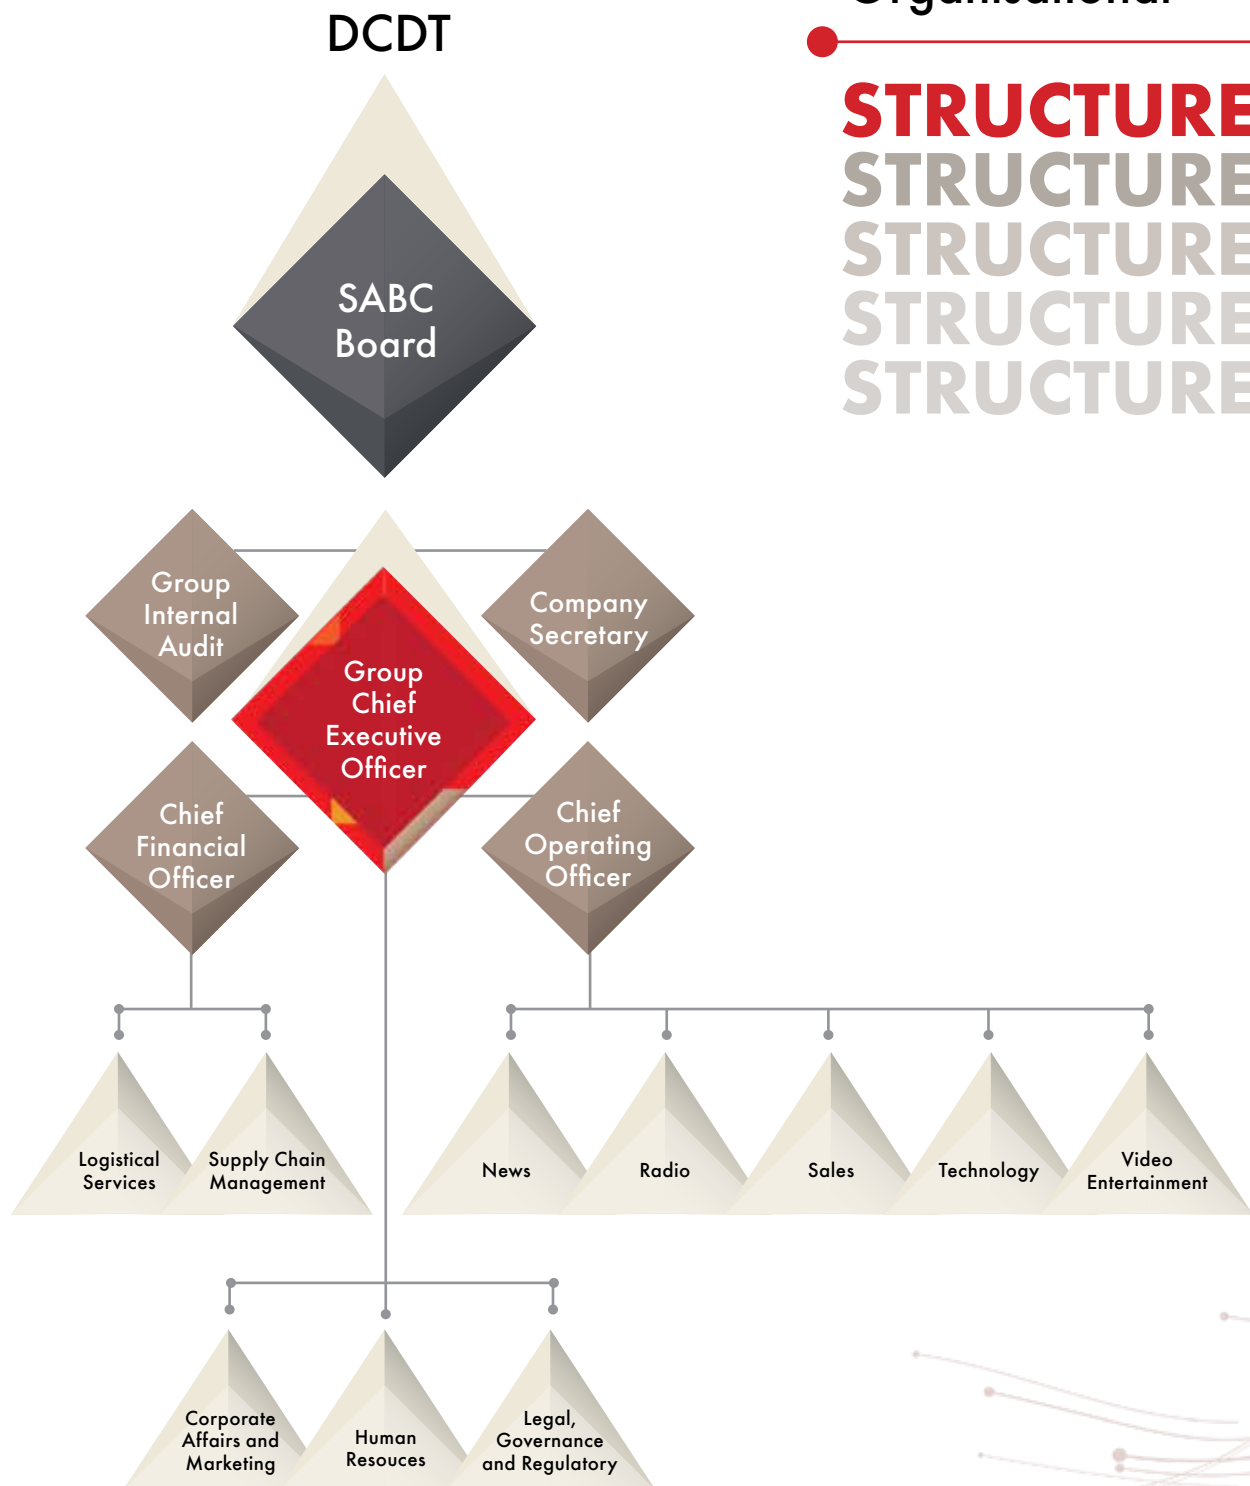 DCDT
Organisational
STRUCTURE
STRUCTURE
STRUCTURE
STRUCTURE
STRUCTURE
SABC
Board
Group
Internal
Audit
Company
Secretary
Group
Chief
Executive
Officer
Chief
Financial
Officer
Chief
Operating
Officer
Logistical
Services
Supply Chain
Management
News
Radio
Sales
Technology
Video
Entertainment
Corporate
Affairs and
Marketing
Human
Resouces
Legal,
Governance
and Regulatory